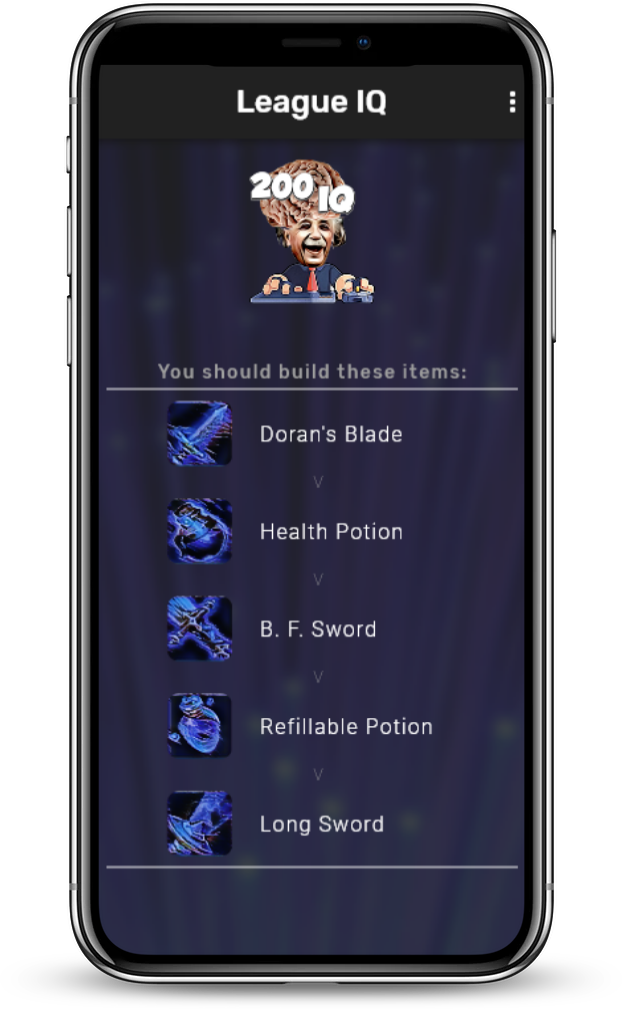 League IQ
200 IQ
You should build these items:
Doran's Blade
v
Health Potion
v
B. F. Sword
v
Refillable Potion
v
Long Sword